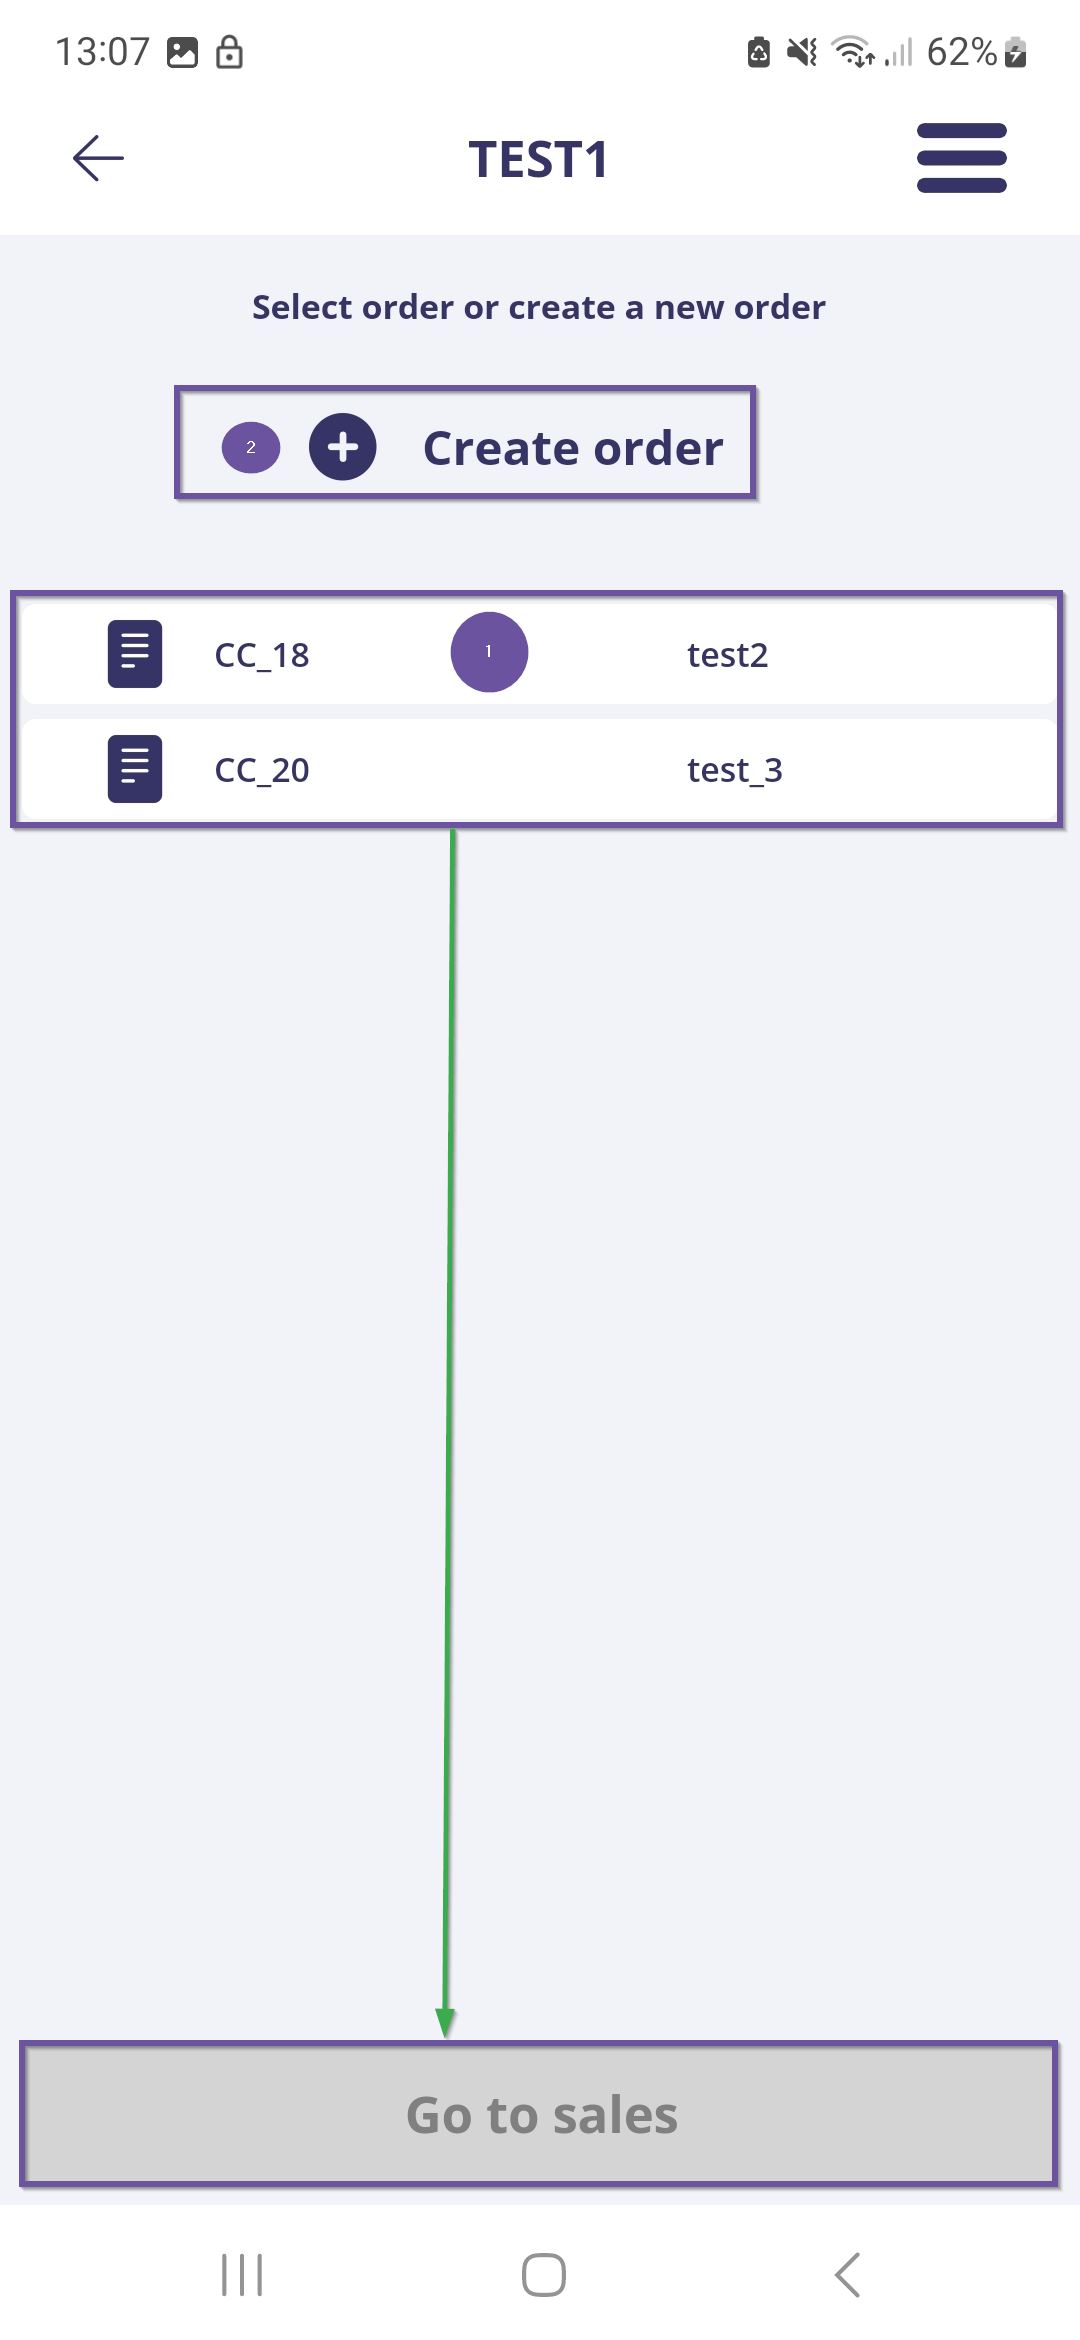 13:07 62%
TEST1
Select order or create a new order
2 Create order
CC_18 1 test2
CC_20 test_3
Go to sales